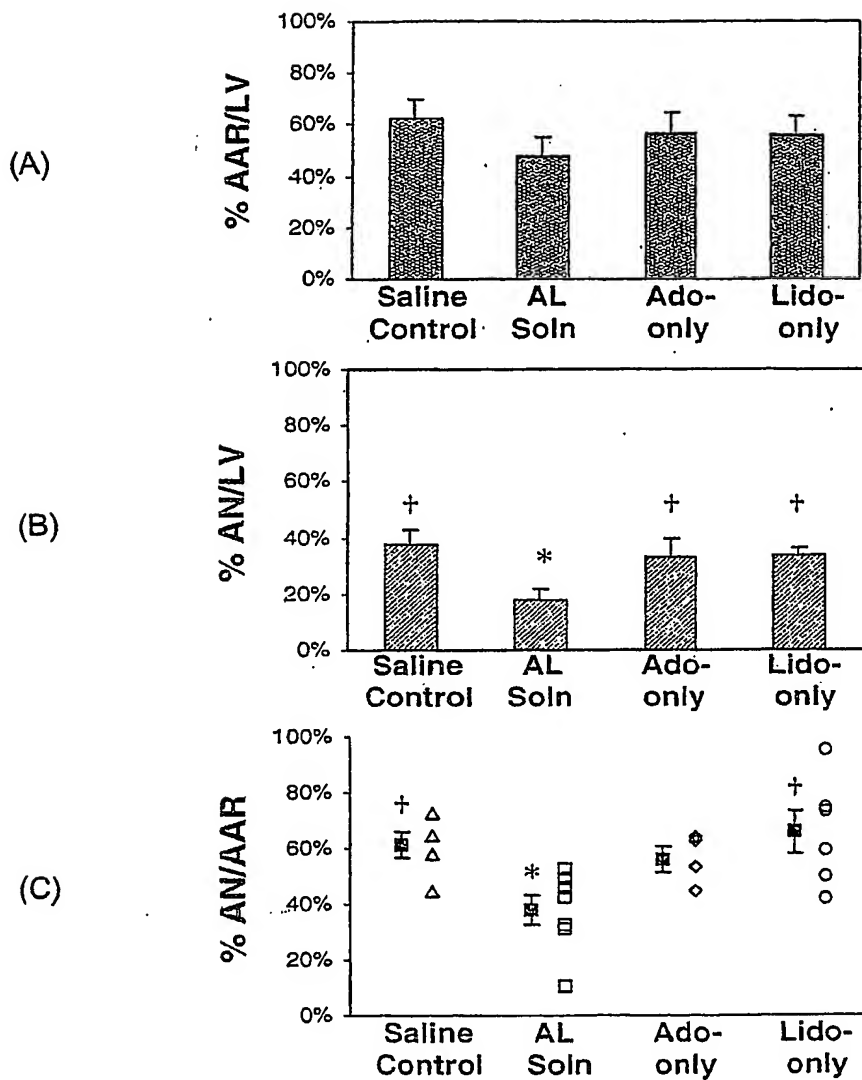 (A)
% AAR/LV
100%
80%
60%
40%
20%
0%
Saline Control
AL Soln
Ado-only
Lido-only
(B)
% AN/LV
100%
80%
60%
40%
20%
0%
†
*
†
†
Saline Control
AL Soln
Ado-only
Lido-only
(C)
% AN/AAR
100%
80%
60%
40%
20%
0%
†
*
†
Saline Control
AL Soln
Ado-only
Lido-only